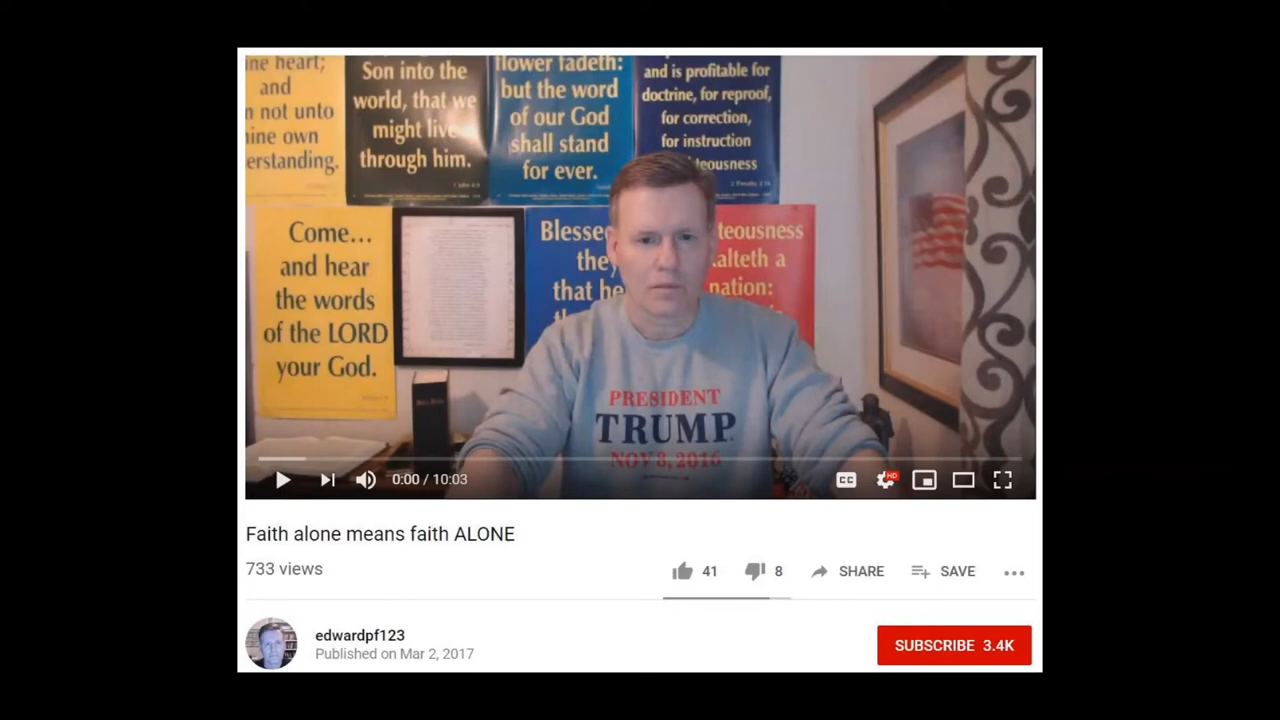 ine heart;
and
n not unto
ine own
erstanding.
Son into the
world, that we
might live
through him.
flower fadeth:
but the word
of our God
shall stand
for ever.
and is profitable for
doctrine, for reproof,
for correction,
for instruction
teousness
Come...
and hear
the words
of the LORD
your God.
Blesse
they
that he
teousness
alteth a
nation:
PRESIDENT
TRUMP
NOV 8, 2016
0:00 / 10:03
CC
HD
Faith alone means faith ALONE
733 views
41
8
SHARE
SAVE
edwardpf123
Published on Mar 2, 2017
SUBSCRIBE 3.4K